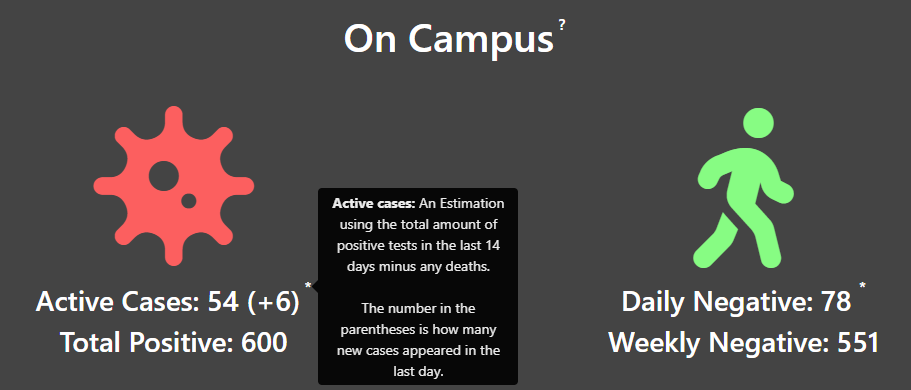 On Campus ?
Active Cases: 54 (+6) *
Total Positive: 600
Active cases: An Estimation
using the total amount of
positive tests in the last 14
days minus any deaths.
The number in the
parentheses is how many
new cases appeared in the
last day.
Daily Negative: 78 *
Weekly Negative: 551